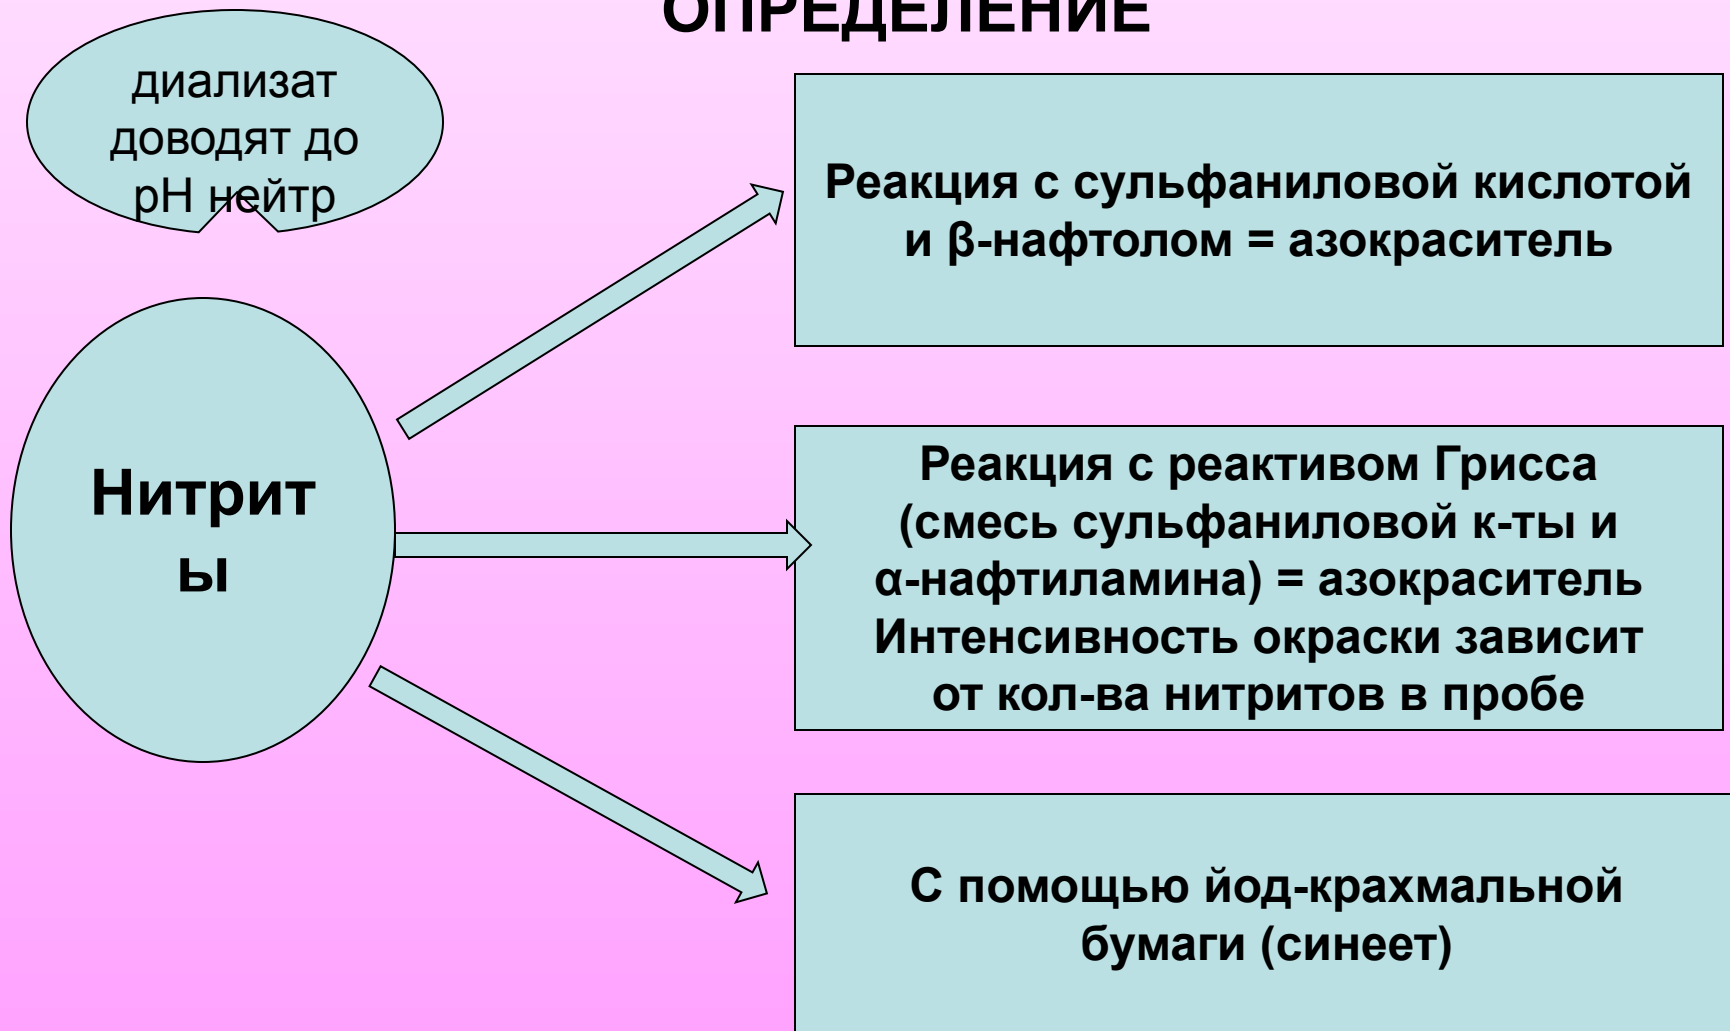 ОПРЕДЕЛЕНИЕ
диализат
доводят до
рН нейтр
Реакция с сульфаниловой кислотой
и β-нафтолом = азокраситель
Нитрит
ы
Реакция с реактивом Грисса
(смесь сульфаниловой к-ты и
α-нафтиламина) = азокраситель
Интенсивность окраски зависит
от кол-ва нитритов в пробе
С помощью йод-крахмальной
бумаги (синеет)